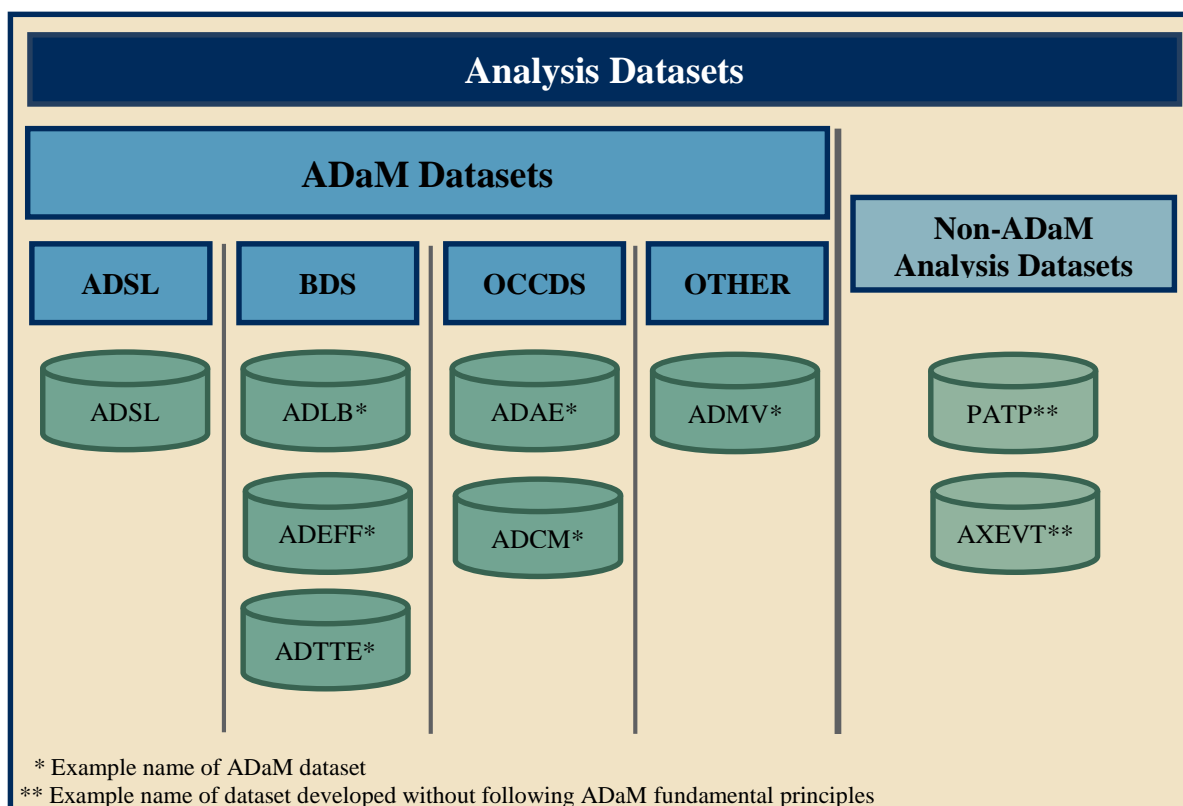 Analysis Datasets
ADaM Datasets
Non-ADaM
Analysis Datasets
ADSL
BDS
OCCDS
OTHER
ADSL
ADLB*
ADAE*
ADMV*
PATP**
ADEFF*
ADCM*
AXEVT**
ADTTE*
* Example name of ADaM dataset
** Example name of dataset developed without following ADaM fundamental principles